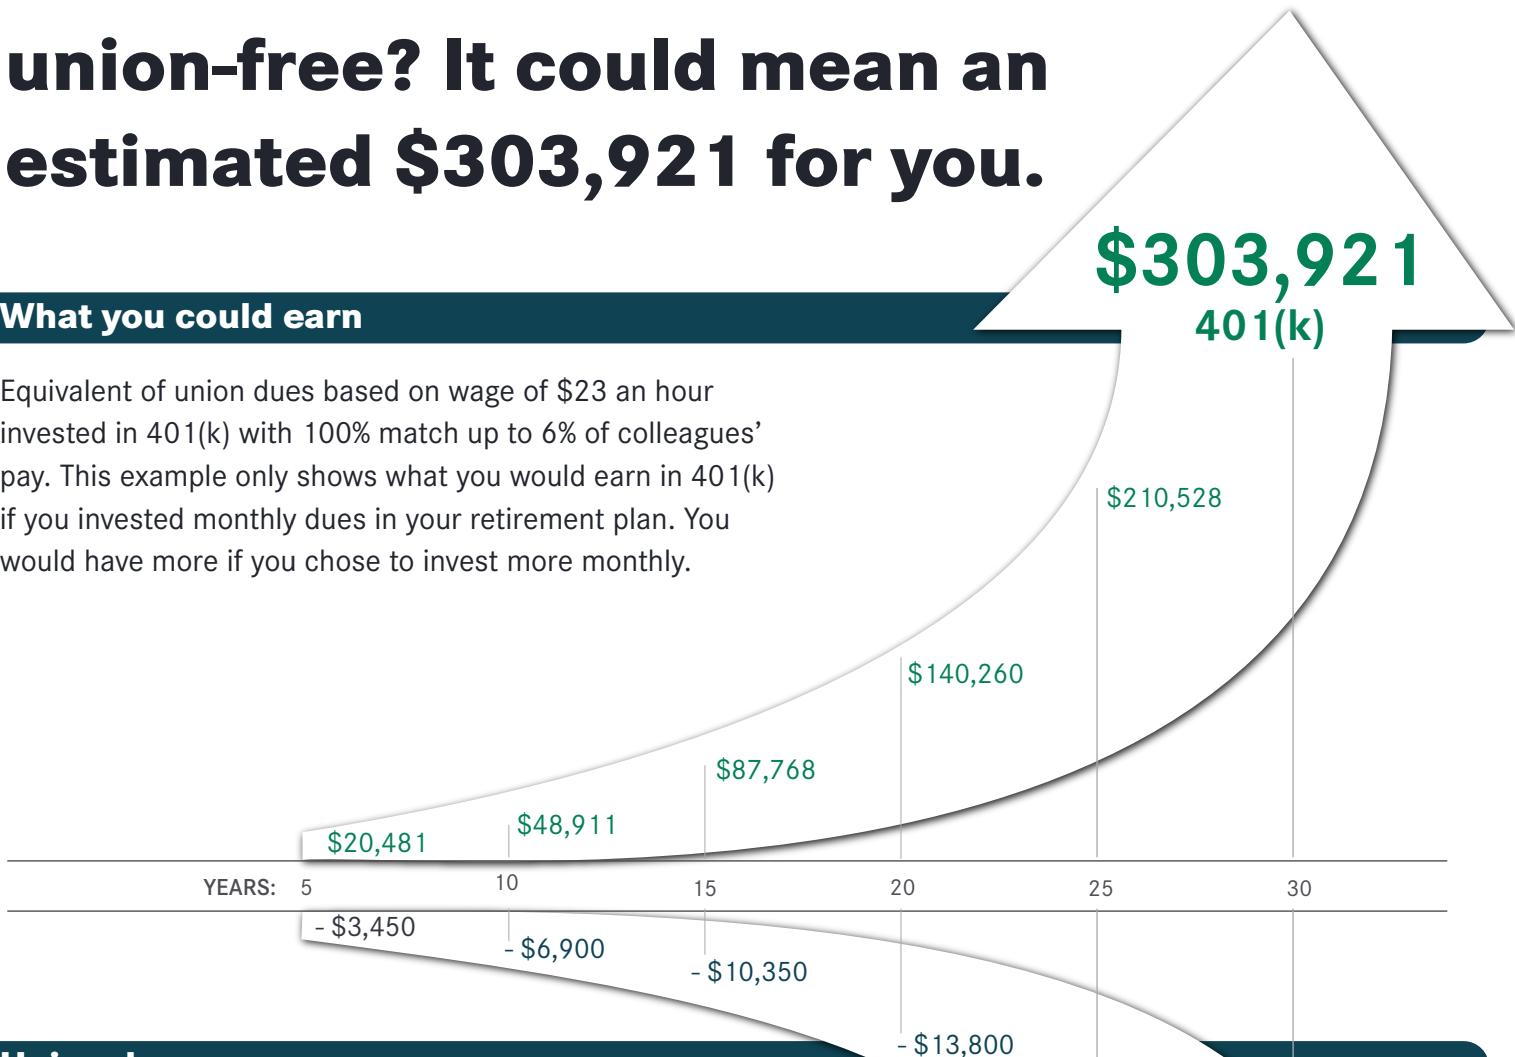 union-free? It could mean an
estimated $303,921 for you.
$303,921
401(k)
What you could earn
Equivalent of union dues based on wage of $23 an hour
invested in 401(k) with 100% match up to 6% of colleagues’
pay. This example only shows what you would earn in 401(k)
if you invested monthly dues in your retirement plan. You
would have more if you chose to invest more monthly.
$210,528
$140,260
$87,768
$48,911
$20,481
YEARS: 5 10 15 20 25 30
- $3,450
- $6,900
- $10,350
- $13,800